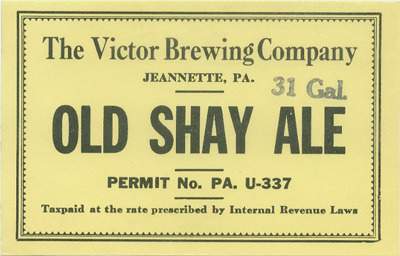 The Victor Brewing Company
JEANNETTE, PA.
31 Gal.
OLD SHAY ALE
PERMIT No. PA. U-337
Taxpaid at the rate prescribed by Internal Revenue Laws